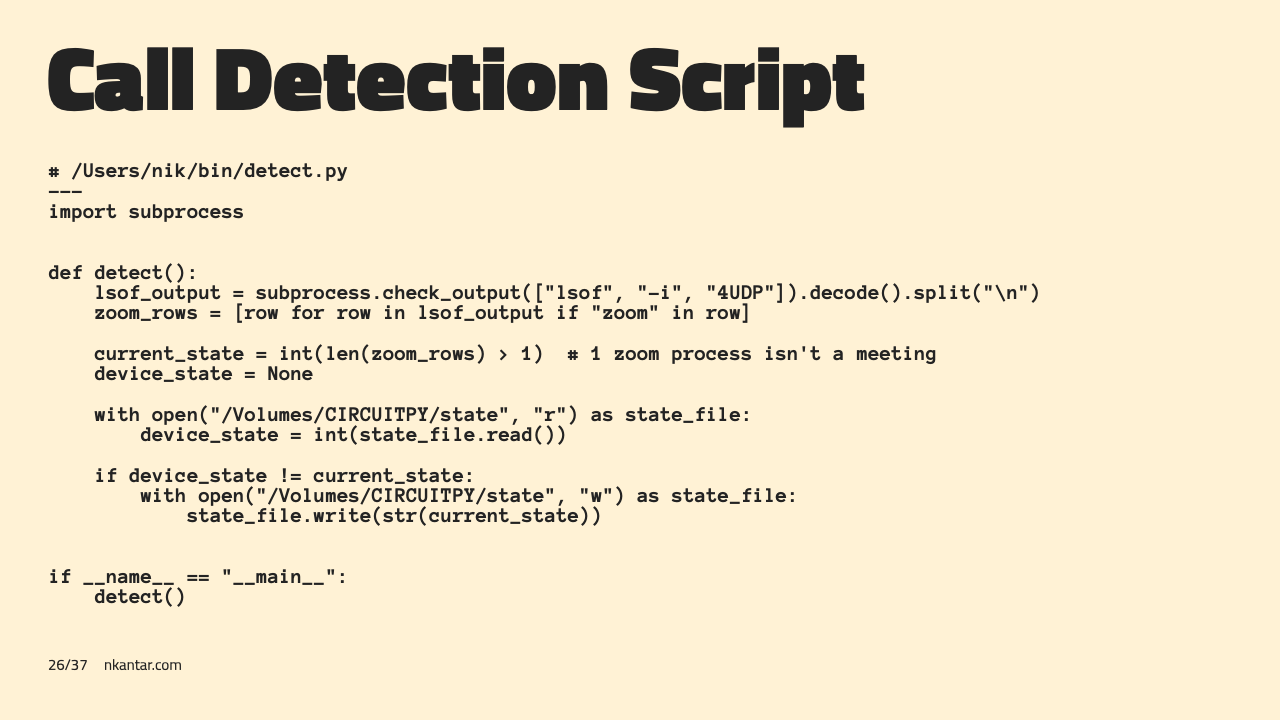 Call Detection Script
# /Users/nik/bin/detect.py
---
import subprocess
def detect():
    lsof_output = subprocess.check_output(["lsof", "-i", "4UDP"]).decode().split("\n")
    zoom_rows = [row for row in lsof_output if "zoom" in row]
    current_state = int(len(zoom_rows) > 1)  # 1 zoom process isn't a meeting
    device_state = None
    with open("/Volumes/CIRCUITPY/state", "r") as state_file:
        device_state = int(state_file.read())
    if device_state != current_state:
        with open("/Volumes/CIRCUITPY/state", "w") as state_file:
            state_file.write(str(current_state))
if __name__ == "__main__":
    detect()
26/37 nkantar.com